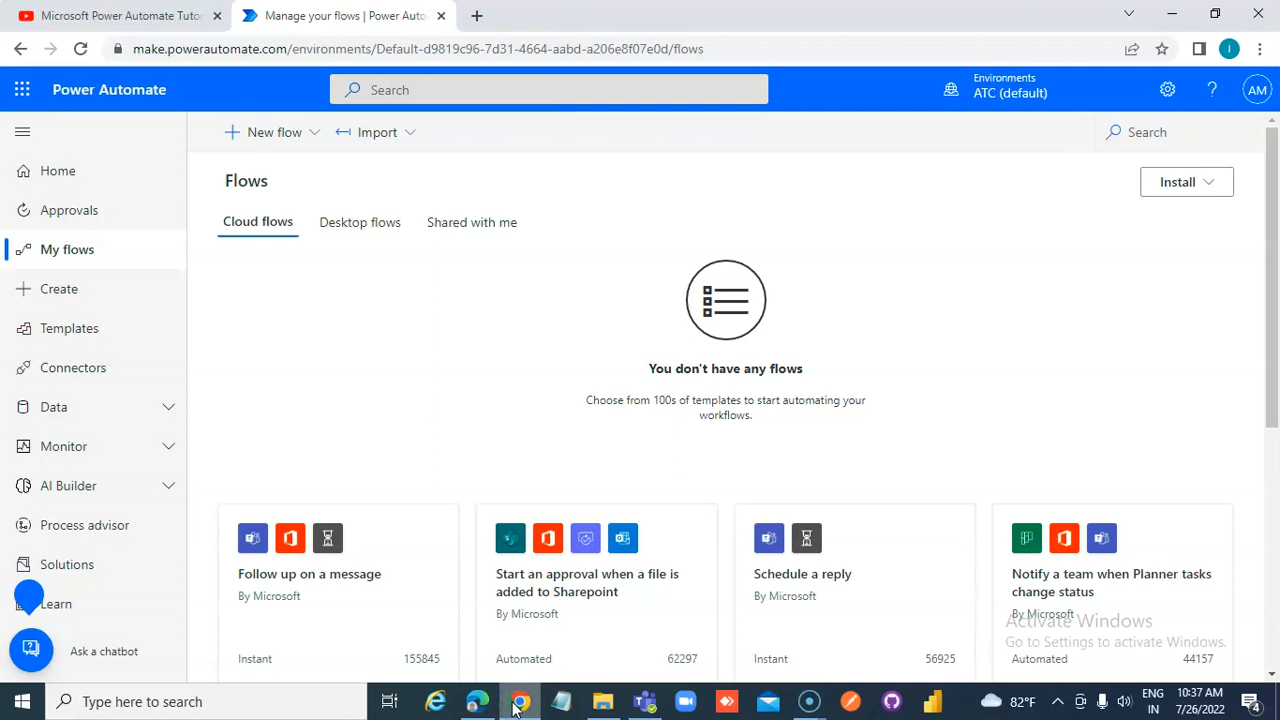 Microsoft Power Automate Tutor
Manage your flows | Power Auto
make.powerautomate.com/environments/Default-d9819c96-7d31-4664-aabd-a206e8f07e0d/flows
I
Power Automate
Search
Environments
ATC (default)
AM
New flow
Import
Search
Home
Approvals
My flows
Create
Templates
Connectors
Data
Monitor
AI Builder
Process advisor
Solutions
Learn
Ask a chatbot
Flows
Install
Cloud flows
Desktop flows
Shared with me
You don't have any flows
Choose from 100s of templates to start automating your
workflows.
Follow up on a message
By Microsoft
Instant
155845
Start an approval when a file is
added to Sharepoint
By Microsoft
Automated
62297
Schedule a reply
By Microsoft
Instant
56925
Notify a team when Planner tasks
change status
By Microsoft
Automated
44157
Activate Windows
Go to Settings to activate Windows.
Type here to search
82°F
ENG
IN
10:37 AM
7/26/2022
4